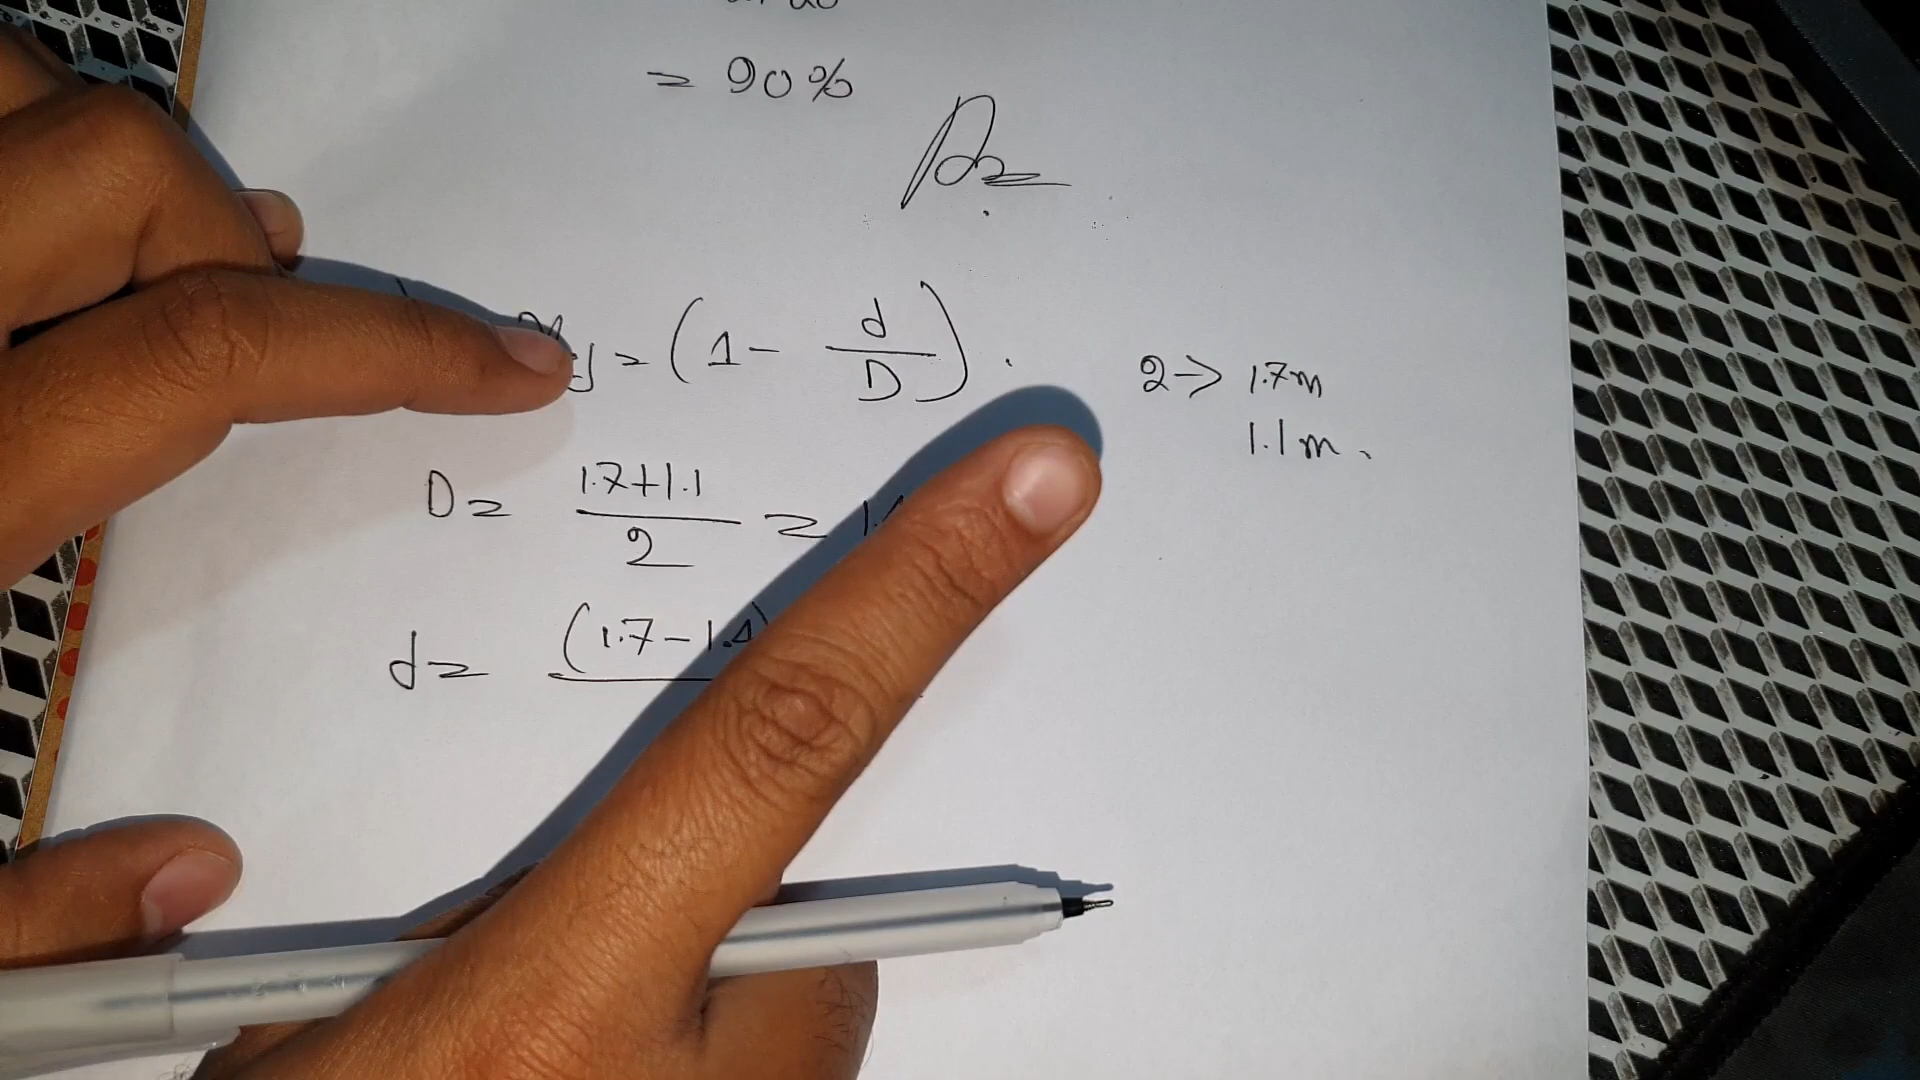 = 90%
= (1 - d/D).
2 → 1.7m
1.1m.
D = 1.7+1.1 / 2 =
d = (1.7-1.4)